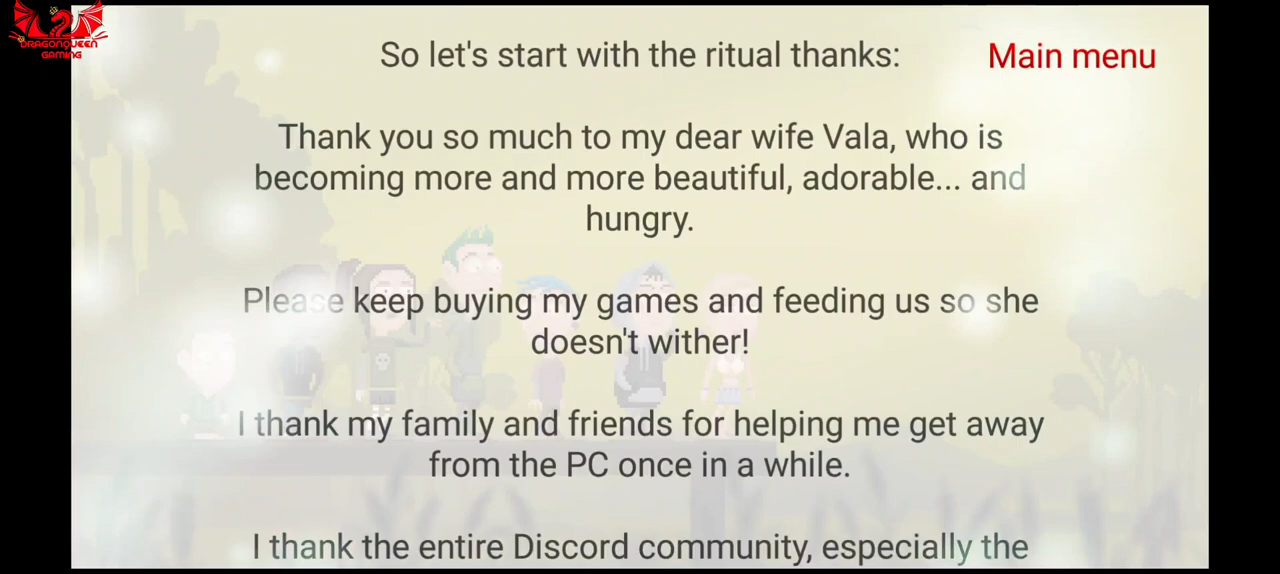 DRAGONQUEEN
GAMING
So let's start with the ritual thanks:
Main menu
Thank you so much to my dear wife Vala, who is
becoming more and more beautiful, adorable... and
hungry.
Please keep buying my games and feeding us so she
doesn't wither!
I thank my family and friends for helping me get away
from the PC once in a while.
I thank the entire Discord community, especially the